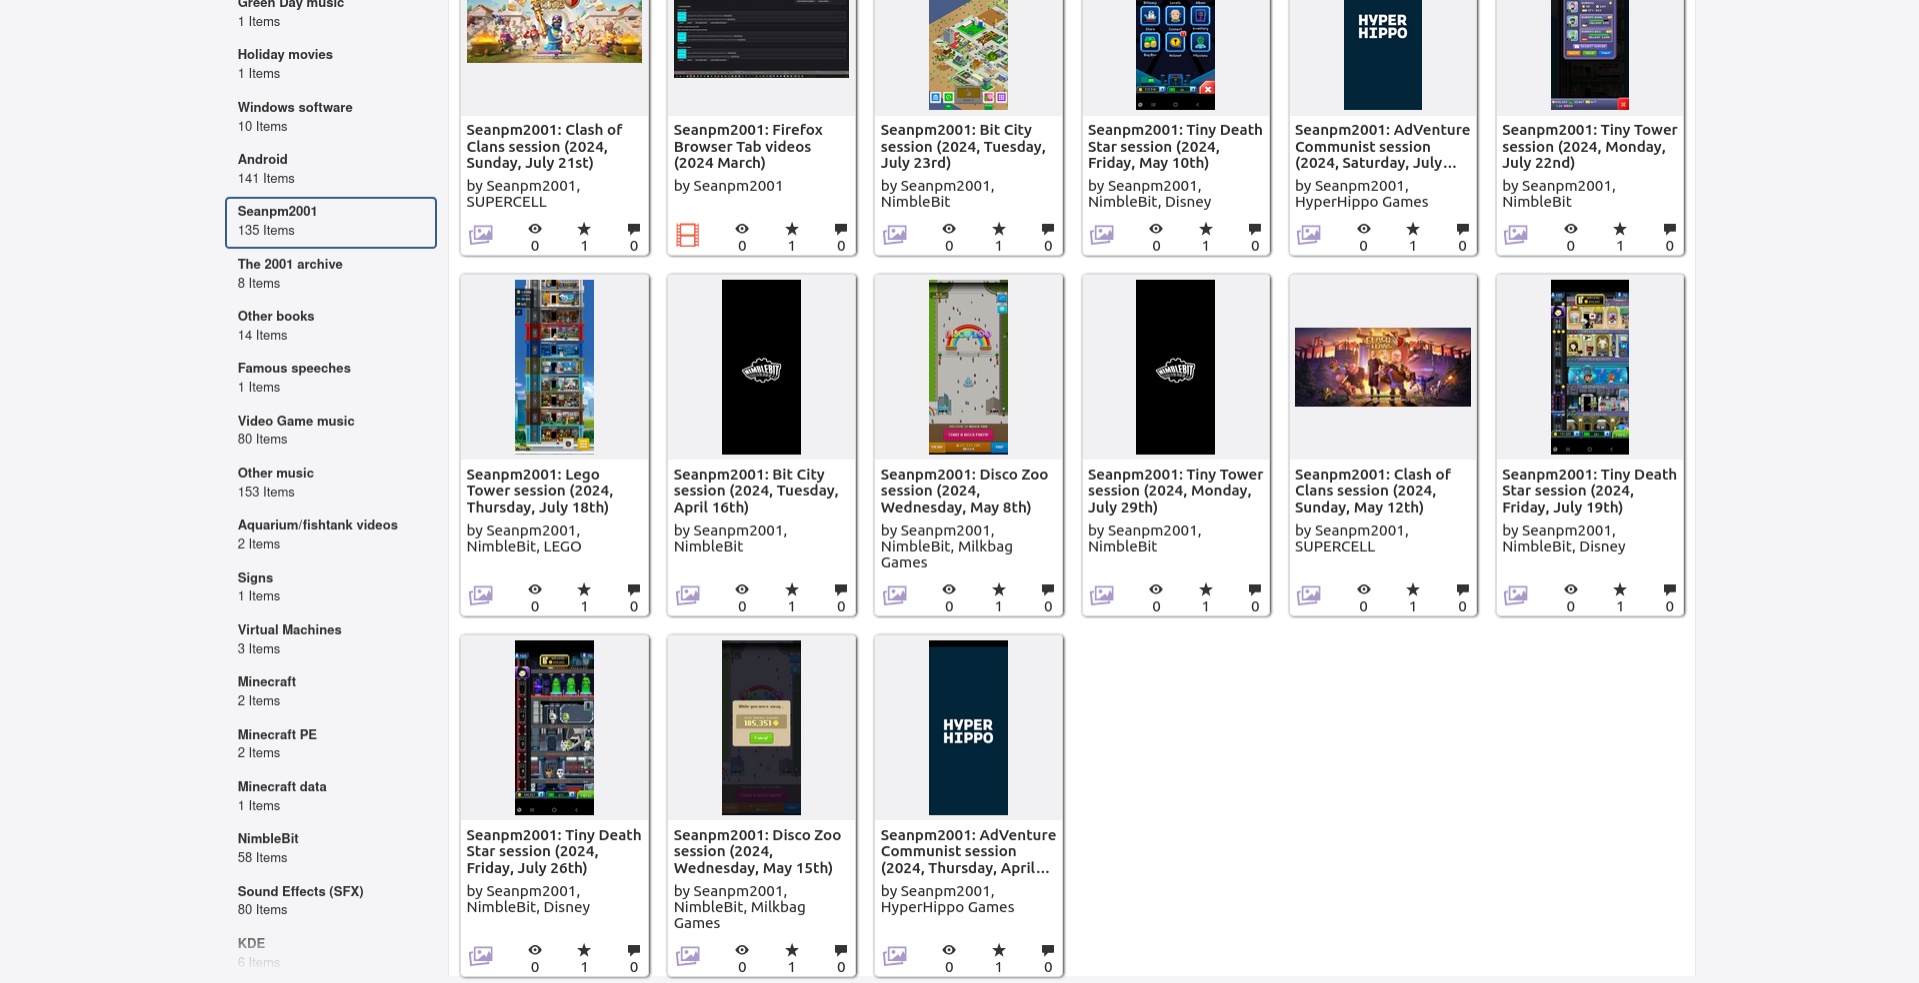 Green Day music
1 Items
Holiday movies
1 Items
Windows software
10 Items
Android
141 Items
Seanpm2001
135 Items
The 2001 archive
8 Items
Other books
14 Items
Famous speeches
1 Items
Video Game music
80 Items
Other music
153 Items
Aquarium/fishtank videos
2 Items
Signs
1 Items
Virtual Machines
3 Items
Minecraft
2 Items
Minecraft PE
2 Items
Minecraft data
1 Items
NimbleBit
58 Items
Sound Effects (SFX)
80 Items
KDE
6 Items
Seanpm2001: Clash of
Clans session (2024,
Sunday, July 21st)
by Seanpm2001,
SUPERCELL
0 1 0
Seanpm2001: Firefox
Browser Tab videos
(2024 March)
by Seanpm2001
0 1 0
Seanpm2001: Bit City
session (2024, Tuesday,
July 23rd)
by Seanpm2001,
NimbleBit
0 1 0
Seanpm2001: Tiny Death
Star session (2024,
Friday, May 10th)
by Seanpm2001,
NimbleBit, Disney
0 1 0
HYPER
HIPPO
Seanpm2001: AdVenture
Communist session
(2024, Saturday, July...
by Seanpm2001,
HyperHippo Games
0 1 0
Seanpm2001: Tiny Tower
session (2024, Monday,
July 22nd)
by Seanpm2001,
NimbleBit
0 1 0
Seanpm2001: Lego
Tower session (2024,
Thursday, July 18th)
by Seanpm2001,
NimbleBit, LEGO
0 1 0
NIMBLEBIT
Seanpm2001: Bit City
session (2024, Tuesday,
April 16th)
by Seanpm2001,
NimbleBit
0 1 0
Seanpm2001: Disco Zoo
session (2024,
Wednesday, May 8th)
by Seanpm2001,
NimbleBit, Milkbag
Games
0 1 0
NIMBLEBIT
Seanpm2001: Tiny Tower
session (2024, Monday,
July 29th)
by Seanpm2001,
NimbleBit
0 1 0
Seanpm2001: Clash of
Clans session (2024,
Sunday, May 12th)
by Seanpm2001,
SUPERCELL
0 1 0
Seanpm2001: Tiny Death
Star session (2024,
Friday, July 19th)
by Seanpm2001,
NimbleBit, Disney
0 1 0
Seanpm2001: Tiny Death
Star session (2024,
Friday, July 26th)
by Seanpm2001,
NimbleBit, Disney
0 1 0
While you were away...
185,351
Seanpm2001: Disco Zoo
session (2024,
Wednesday, May 15th)
by Seanpm2001,
NimbleBit, Milkbag
Games
0 1 0
HYPER
HIPPO
Seanpm2001: AdVenture
Communist session
(2024, Thursday, April...
by Seanpm2001,
HyperHippo Games
0 1 0